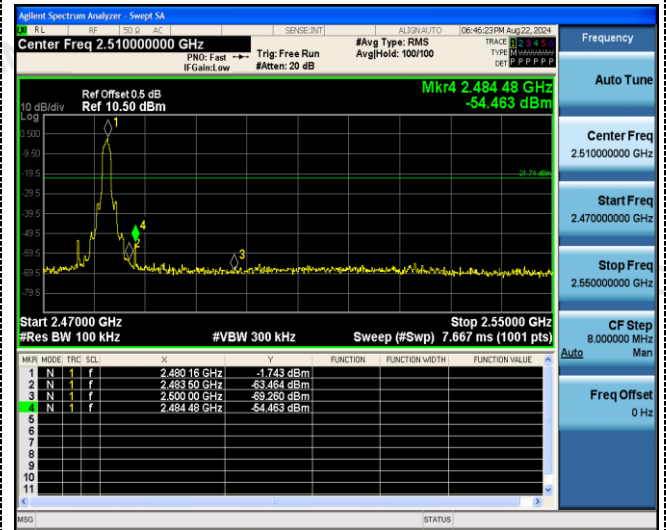 Agilent Spectrum Analyzer - Swept SA
RL RF 50 Ω AC SENSE:INT ALIGN AUTO 06:46:23 PM Aug 22, 2024
Center Freq 2.510000000 GHz
PNO: Fast
IFGain:Low
Trig: Free Run
#Atten: 20 dB
#Avg Type: RMS
Avg|Hold: 100/100
TRACE 1 2 3 4 5 6
TYPE M
DET P P P P P P
Mkr4 2.484 48 GHz
-54.463 dBm
Ref Offset 0.5 dB
10 dB/div Ref 10.50 dBm
Log
1
0.500
-9.50
-19.5
-21.74 dBm
-29.5
-39.5
-49.5
4
2
-59.5
3
-69.5
-79.5
Start 2.47000 GHz Stop 2.55000 GHz
#Res BW 100 kHz #VBW 300 kHz Sweep (#Swp) 7.667 ms (1001 pts)
MKR MODE TRC SCL X Y FUNCTION FUNCTION WIDTH FUNCTION VALUE
1 N 1 f 2.480 16 GHz -1.743 dBm
2 N 1 f 2.483 50 GHz -63.464 dBm
3 N 1 f 2.500 00 GHz -69.260 dBm
4 N 1 f 2.484 48 GHz -54.463 dBm
5
6
7
8
9
10
11
MSG STATUS
Frequency
Auto Tune
Center Freq
2.510000000 GHz
Start Freq
2.470000000 GHz
Stop Freq
2.550000000 GHz
CF Step
8.000000 MHz
Auto Man
Freq Offset
0 Hz